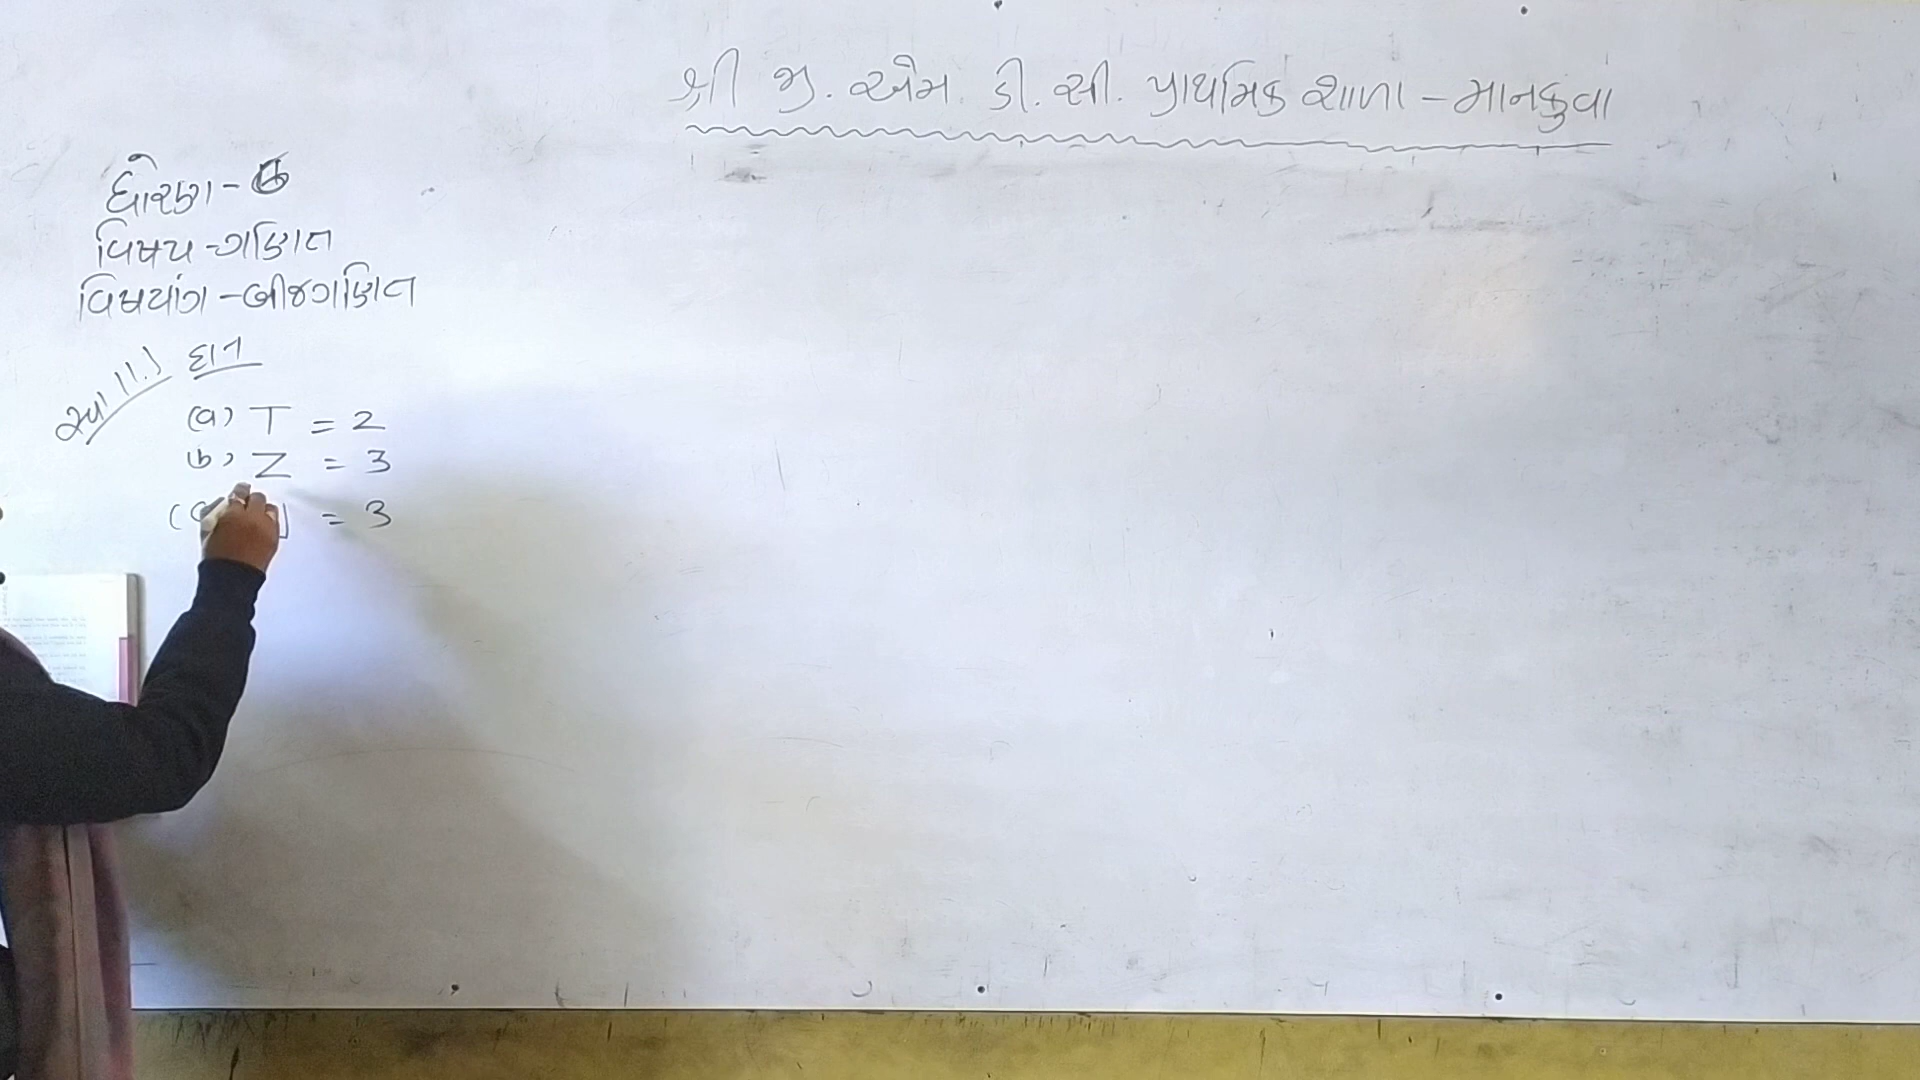 શ્રી જી. એમ. ડી. સી. પ્રાથમિક શાળા - માનકુવા
ધોરણ - 6
વિષય - ગણિત
વિષયાંગ - બીજગણિત
સ્વા 11.1 દાન
(a) T = 2
(b) Z = 3
= 3